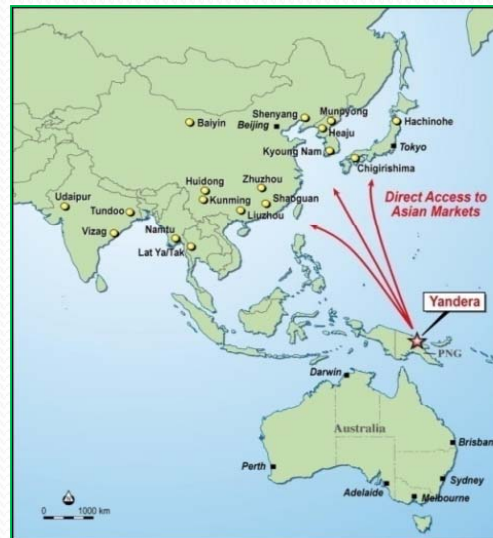 Shenyang
Munpyong
Baiyin
Beijing
Haeju
Hachinohe
Kyoung Nam
Tokyo
Chigirishima
Zhuzhou
Huidong
Udaipur
Kunming
Shaoguan
Tundoo
Liuzhou
Vizag
Namtu
Lat Ya/Tak
Direct Access to
Asian Markets
Yandera
PNG
Darwin
Australia
Brisban
Perth
Sydney
Adelaide
Melbourne
0
1000 km